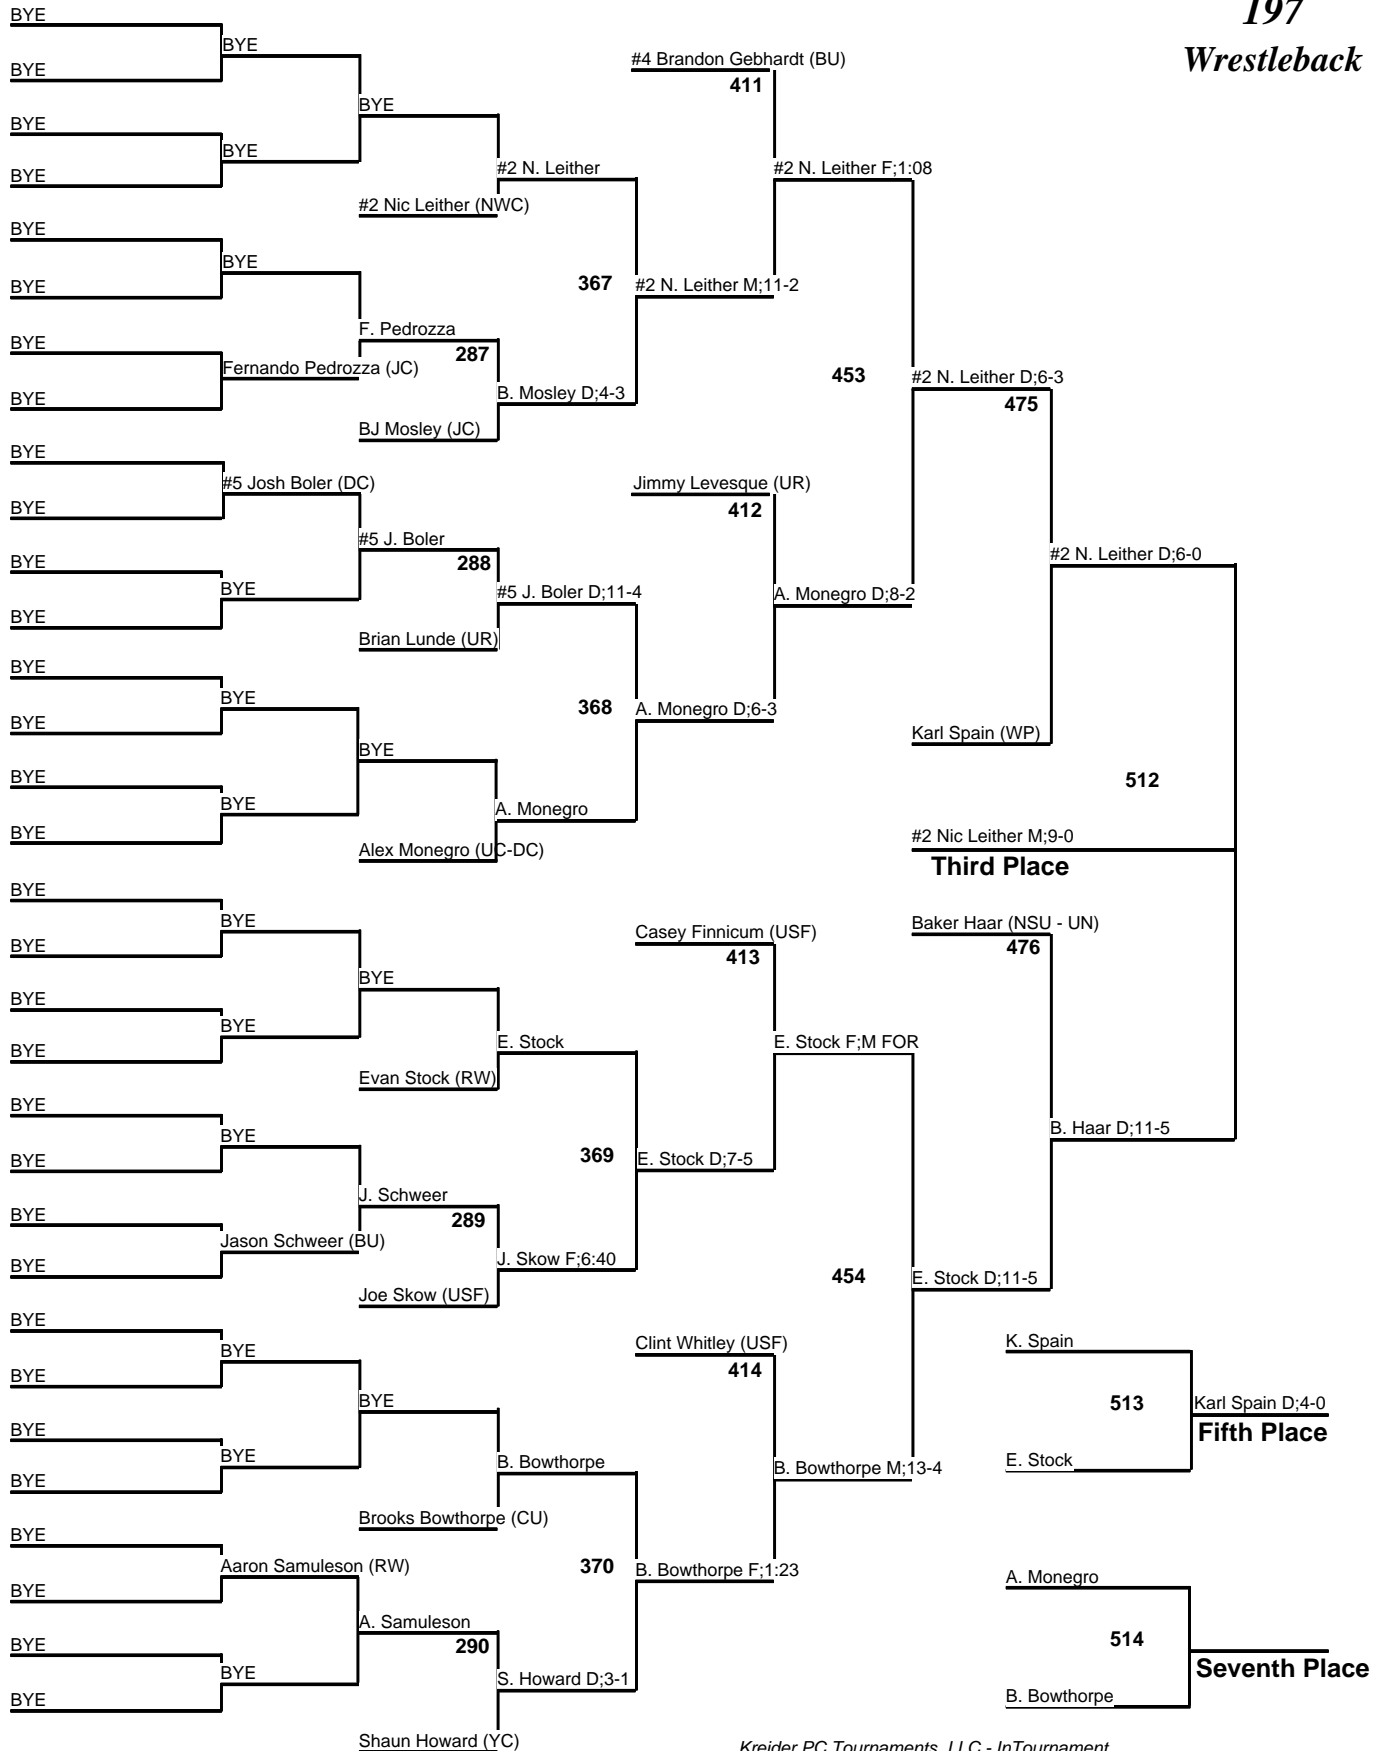 197
Wrestleback
BYE
BYE
BYE
#4 Brandon Gebhardt (BU)
411
BYE
BYE
BYE
BYE
#2 N. Leither
#2 N. Leither F;1:08
#2 Nic Leither (NWC)
BYE
BYE
BYE
367
#2 N. Leither M;11-2
F. Pedrozza
BYE
287
Fernando Pedrozza (JC)
453
#2 N. Leither D;6-3
475
BYE
B. Mosley D;4-3
BJ Mosley (JC)
BYE
#5 Josh Boler (DC)
Jimmy Levesque (UR)
412
BYE
#5 J. Boler
BYE
288
#2 N. Leither D;6-0
BYE
#5 J. Boler D;11-4
A. Monegro D;8-2
BYE
Brian Lunde (UR)
BYE
BYE
368
A. Monegro D;6-3
BYE
Karl Spain (WP)
BYE
BYE
512
BYE
A. Monegro
BYE
#2 Nic Leither M;9-0
Alex Monegro (UC-DC)
Third Place
BYE
BYE
Baker Haar (NSU - UN)
Casey Finnicum (USF)
476
BYE
413
BYE
BYE
BYE
E. Stock
E. Stock F;M FOR
BYE
Evan Stock (RW)
BYE
BYE
B. Haar D;11-5
BYE
369
E. Stock D;7-5
J. Schweer
BYE
289
Jason Schweer (BU)
BYE
J. Skow F;6:40
454
E. Stock D;11-5
Joe Skow (USF)
BYE
Clint Whitley (USF)
K. Spain
BYE
414
BYE
BYE
513
Karl Spain D;4-0
BYE
Fifth Place
BYE
B. Bowthorpe
B. Bowthorpe M;13-4
E. Stock
BYE
Brooks Bowthorpe (CU)
BYE
Aaron Samuleson (RW)
370
B. Bowthorpe F;1:23
A. Monegro
BYE
A. Samuleson
BYE
290
514
BYE
S. Howard D;3-1
Seventh Place
BYE
B. Bowthorpe
Shaun Howard (YC)
Kreider PC Tournaments, LLC - InTournament